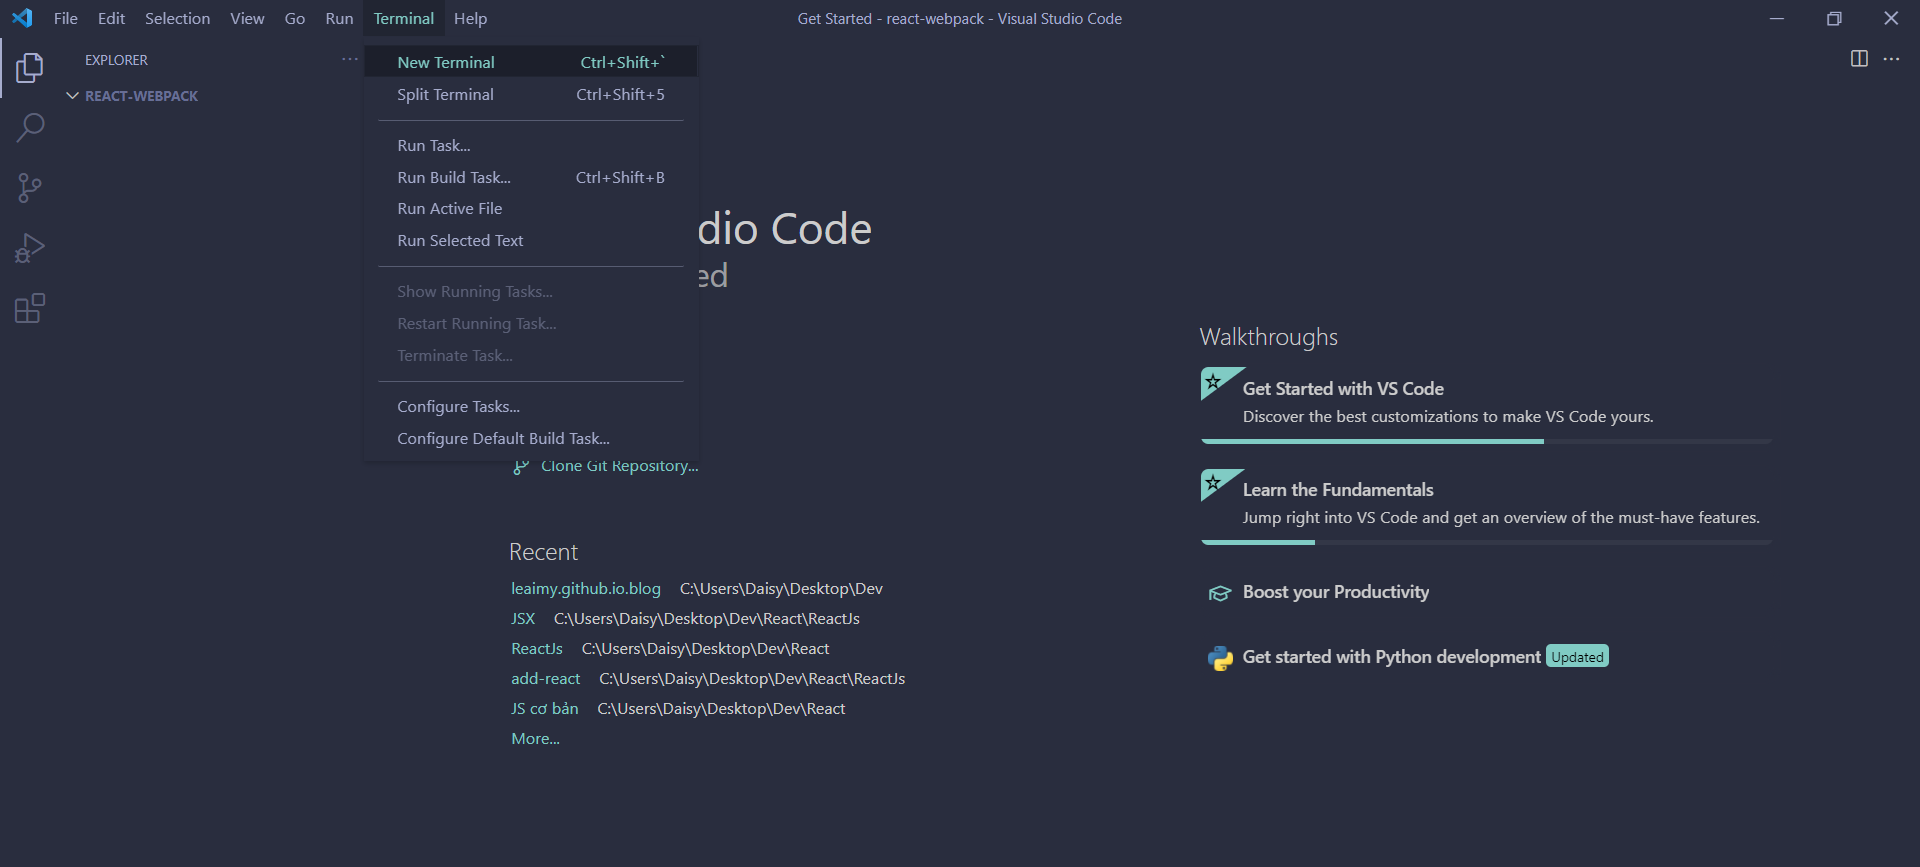 File Edit Selection View Go Run Terminal Help
Get Started - react-webpack - Visual Studio Code
EXPLORER
REACT-WEBPACK
New Terminal Ctrl+Shift+`
Split Terminal Ctrl+Shift+5
Run Task...
Run Build Task... Ctrl+Shift+B
Run Active File
Run Selected Text
Show Running Tasks...
Restart Running Task...
Terminate Task...
Configure Tasks...
Configure Default Build Task...
dio Code
ed
Clone Git Repository...
Recent
leaimy.github.io.blog C:\Users\Daisy\Desktop\Dev
JSX C:\Users\Daisy\Desktop\Dev\React\ReactJs
ReactJs C:\Users\Daisy\Desktop\Dev\React
add-react C:\Users\Daisy\Desktop\Dev\React\ReactJs
JS cơ bản C:\Users\Daisy\Desktop\Dev\React
More...
Walkthroughs
Get Started with VS Code
Discover the best customizations to make VS Code yours.
Learn the Fundamentals
Jump right into VS Code and get an overview of the must-have features.
Boost your Productivity
Get started with Python development Updated